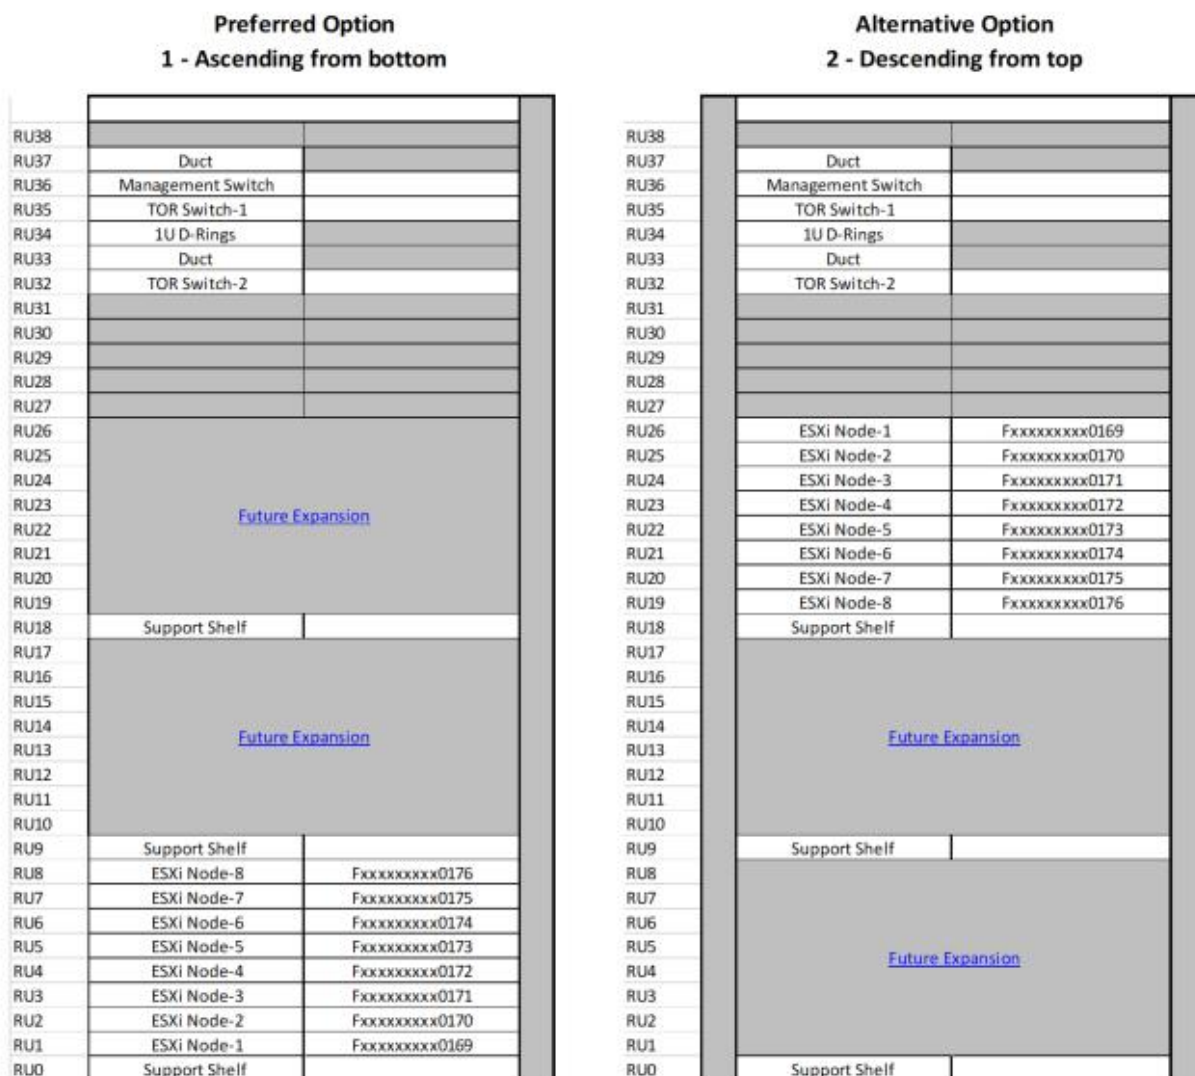 Preferred Option
1 - Ascending from bottom
RU38
RU37 Duct
RU36 Management Switch
RU35 TOR Switch-1
RU34 1U D-Rings
RU33 Duct
RU32 TOR Switch-2
RU31
RU30
RU29
RU28
RU27
RU26
RU25
RU24
RU23
Future Expansion
RU22
RU21
RU20
RU19
RU18 Support Shelf
RU17
RU16
RU15
RU14
Future Expansion
RU13
RU12
RU11
RU10
RU9 Support Shelf
RU8 ESXi Node-8 Fxxxxxxxxx0176
RU7 ESXi Node-7 Fxxxxxxxxx0175
RU6 ESXi Node-6 Fxxxxxxxxx0174
RU5 ESXi Node-5 Fxxxxxxxxx0173
RU4 ESXi Node-4 Fxxxxxxxxx0172
RU3 ESXi Node-3 Fxxxxxxxxx0171
RU2 ESXi Node-2 Fxxxxxxxxx0170
RU1 ESXi Node-1 Fxxxxxxxxx0169
RU0 Support Shelf
Alternative Option
2 - Descending from top
RU38
RU37 Duct
RU36 Management Switch
RU35 TOR Switch-1
RU34 1U D-Rings
RU33 Duct
RU32 TOR Switch-2
RU31
RU30
RU29
RU28
RU27
RU26 ESXi Node-1 Fxxxxxxxxx0169
RU25 ESXi Node-2 Fxxxxxxxxx0170
RU24 ESXi Node-3 Fxxxxxxxxx0171
RU23 ESXi Node-4 Fxxxxxxxxx0172
RU22 ESXi Node-5 Fxxxxxxxxx0173
RU21 ESXi Node-6 Fxxxxxxxxx0174
RU20 ESXi Node-7 Fxxxxxxxxx0175
RU19 ESXi Node-8 Fxxxxxxxxx0176
RU18 Support Shelf
RU17
RU16
RU15
RU14
Future Expansion
RU13
RU12
RU11
RU10
RU9 Support Shelf
RU8
RU7
RU6
RU5
Future Expansion
RU4
RU3
RU2
RU1
RU0 Support Shelf